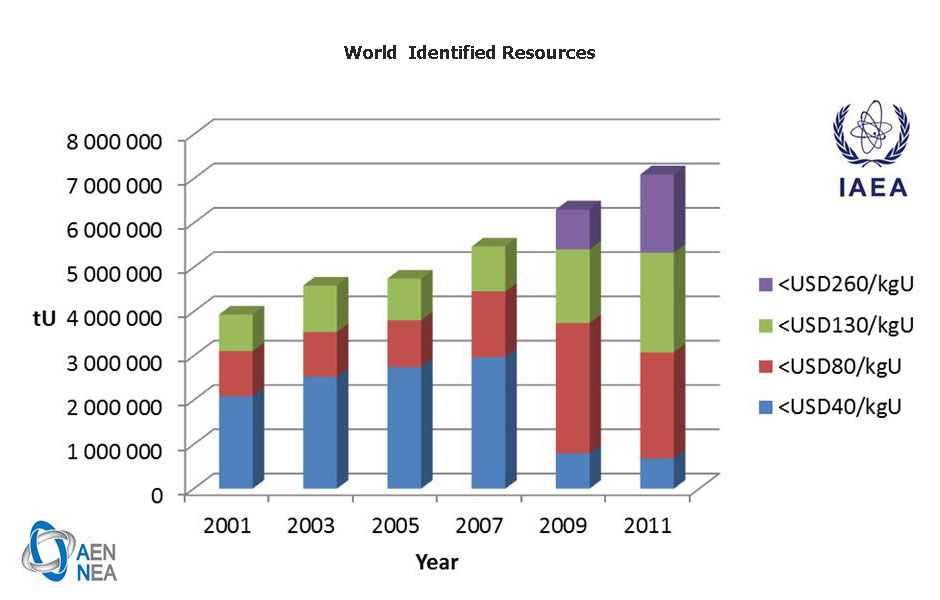 World Identified Resources
IAEA
8 000 000
7 000 000
6 000 000
5 000 000
tU 4 000 000
3 000 000
2 000 000
1 000 000
0
2001 2003 2005 2007 2009 2011
Year
<USD260/kgU
<USD130/kgU
<USD80/kgU
<USD40/kgU
AEN
NEA